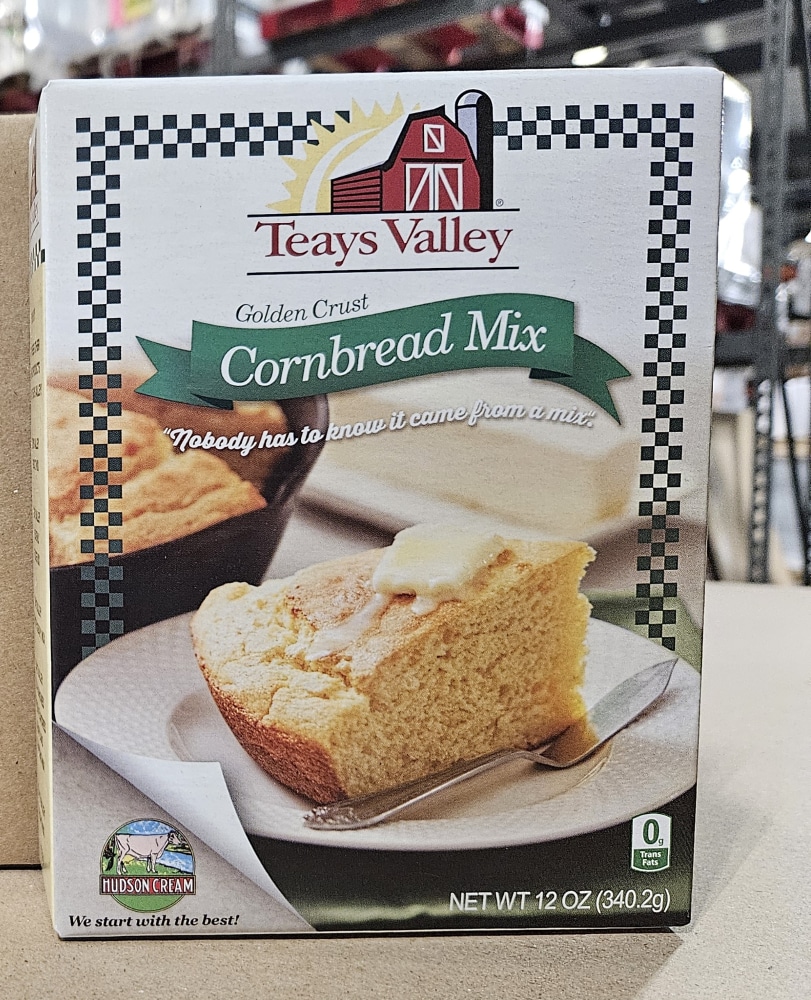 Teays Valley
®
Golden Crust
Cornbread Mix
"Nobody has to know it came from a mix."
0g
Trans
Fats
HUDSON CREAM
We start with the best!
NET WT 12 OZ (340.2g)